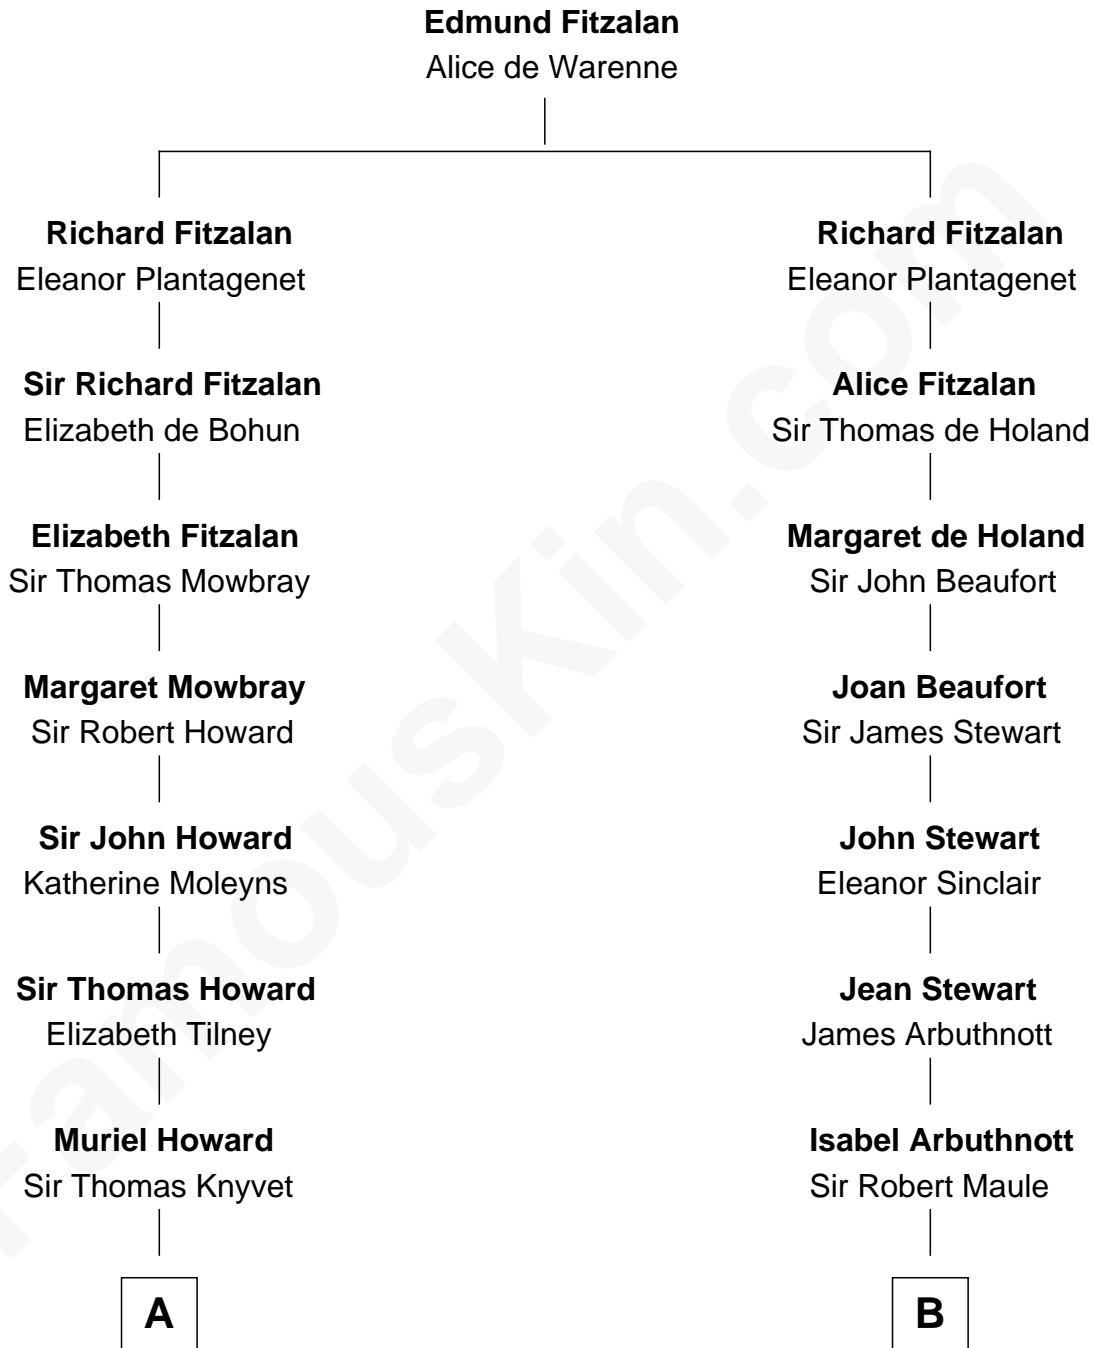 Edmund Fitzalan
Alice de Warenne
Richard Fitzalan
Eleanor Plantagenet
Sir Richard Fitzalan
Elizabeth de Bohun
Elizabeth Fitzalan
Sir Thomas Mowbray
Margaret Mowbray
Sir Robert Howard
Sir John Howard
Katherine Moleyns
Sir Thomas Howard
Elizabeth Tilney
Muriel Howard
Sir Thomas Knyvet
A
Richard Fitzalan
Eleanor Plantagenet
Alice Fitzalan
Sir Thomas de Holand
Margaret de Holand
Sir John Beaufort
Joan Beaufort
Sir James Stewart
John Stewart
Eleanor Sinclair
Jean Stewart
James Arbuthnott
Isabel Arbuthnott
Sir Robert Maule
B
FamousKin.com